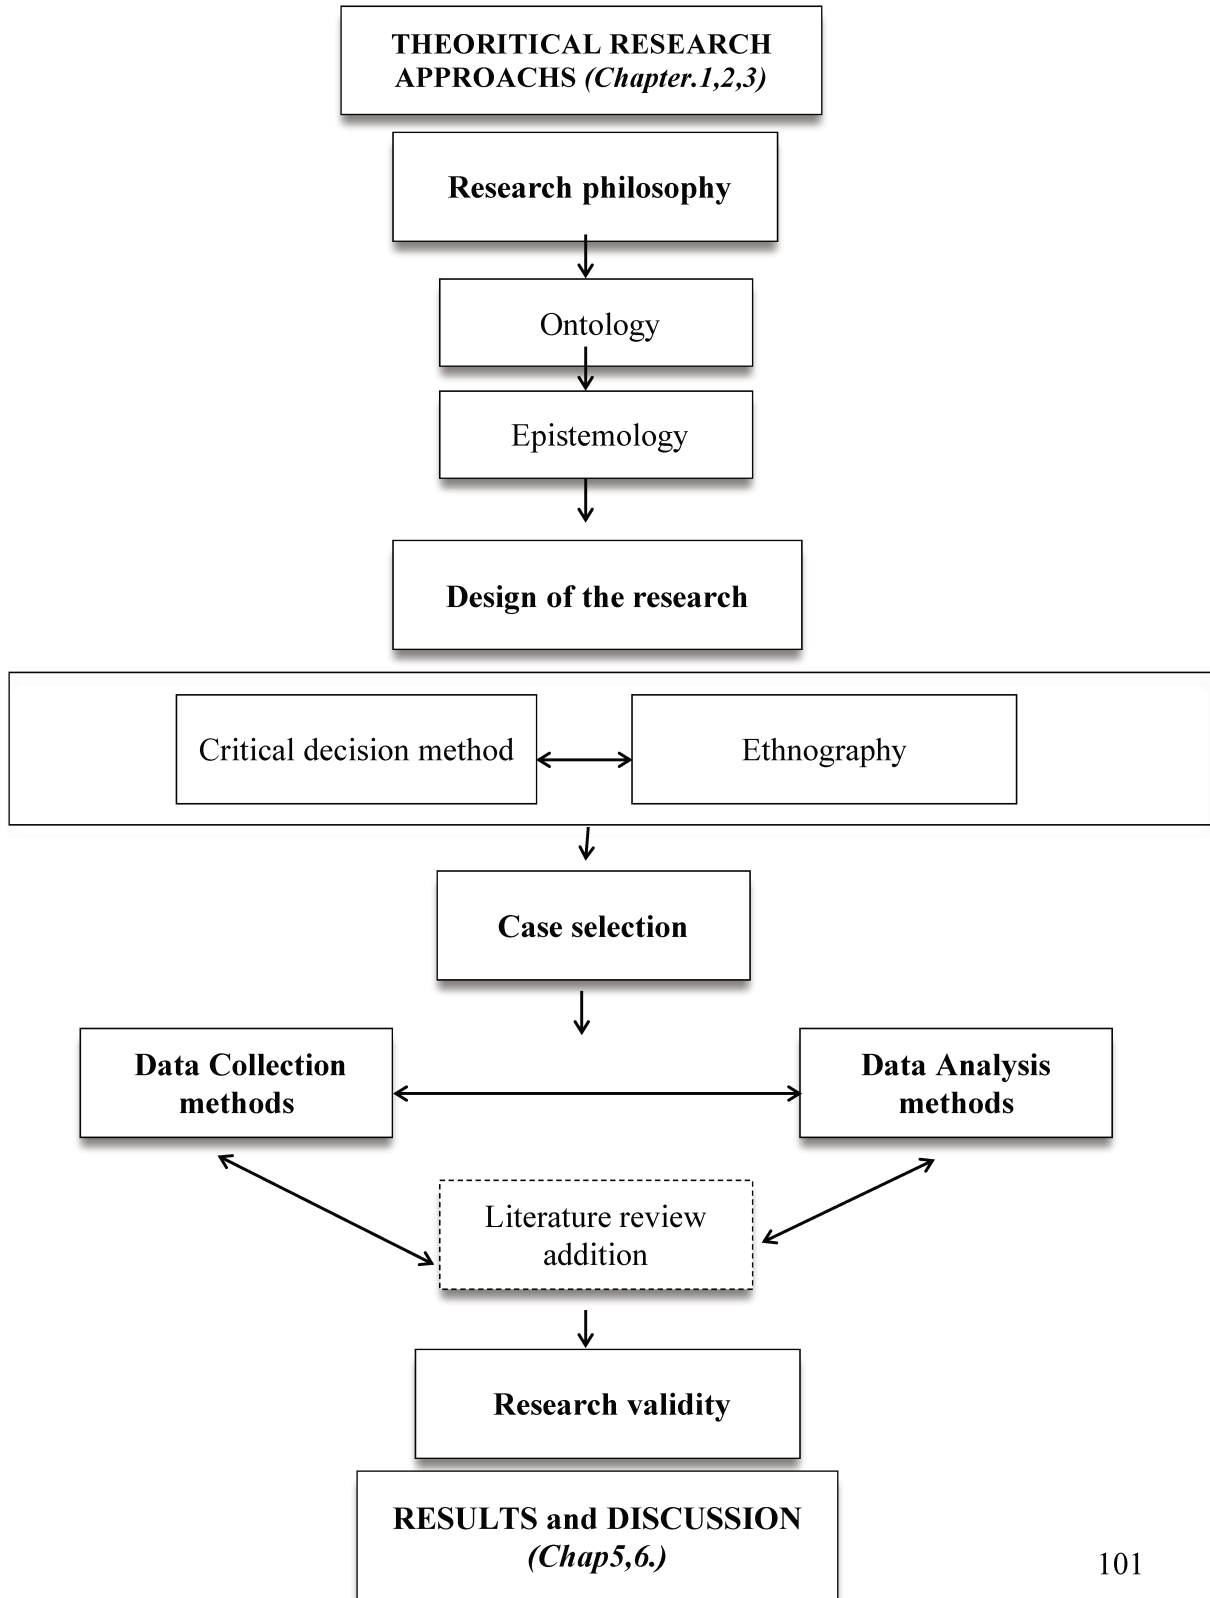 THEORITICAL RESEARCH
APPROACHS (Chapter.1,2,3)
Research philosophy
Ontology
Epistemology
Design of the research
Critical decision method
Ethnography
Case selection
Data Collection
methods
Data Analysis
methods
Literature review
addition
Research validity
RESULTS and DISCUSSION
(Chap5,6.)
101